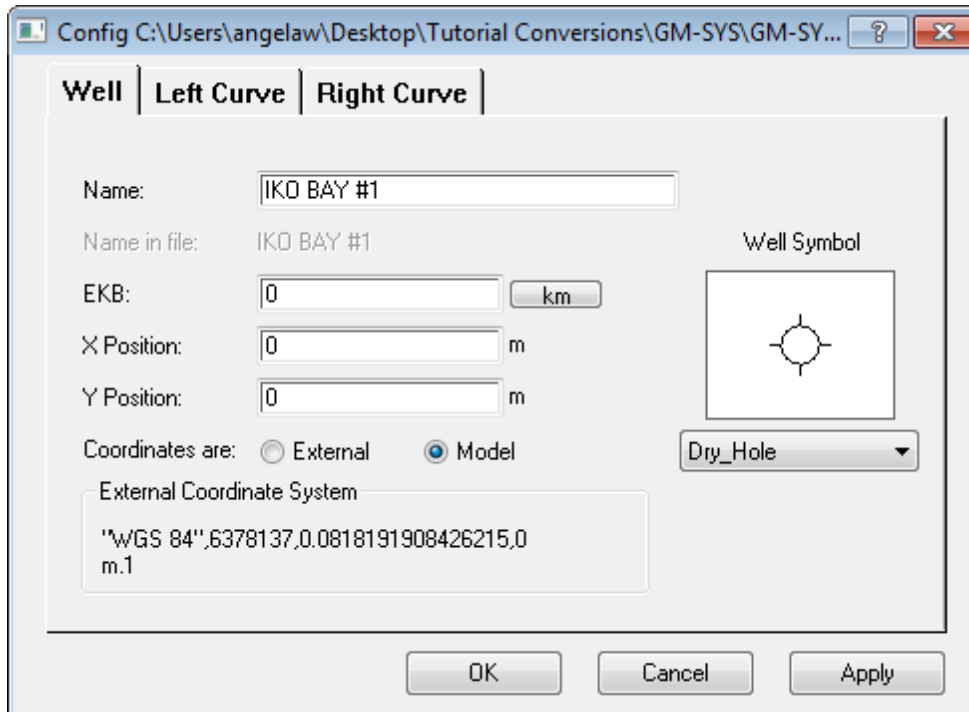 Config C:\Users\angelaw\Desktop\Tutorial Conversions\GM-SYS\GM-SY... ?
Well Left Curve Right Curve
Name: IKO BAY #1
Name in file: IKO BAY #1
Well Symbol
EKB: 0 km
X Position: 0 m
Y Position: 0 m
Coordinates are: External Model
Dry_Hole
External Coordinate System
"WGS 84",6378137,0.0818191908426215,0
m.1
OK Cancel Apply